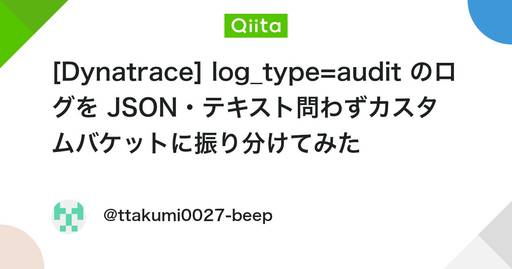 Qiita
[Dynatrace] log_type=audit のロ
グを JSON・テキスト問わずカスタ
ムバケットに振り分けてみた
@ttakumi0027-beep